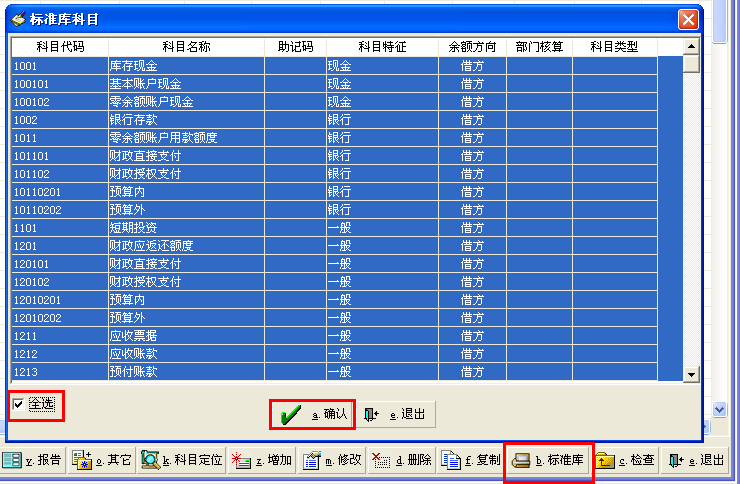 标准库科目
科目代码 科目名称 助记码 科目特征 余额方向 部门核算 科目类型
1001 库存现金 现金 借方
100101 基本账户现金 现金 借方
100102 零余额账户现金 现金 借方
1002 银行存款 银行 借方
1011 零余额账户用款额度 银行 借方
101101 财政直接支付 银行 借方
101102 财政授权支付 银行 借方
10110201 预算内 银行 借方
10110202 预算外 银行 借方
1101 短期投资 一般 借方
1201 财政应返还额度 一般 借方
120101 财政直接支付 一般 借方
120102 财政授权支付 一般 借方
12010201 预算内 一般 借方
12010202 预算外 一般 借方
1211 应收票据 一般 借方
1212 应收账款 一般 借方
1213 预付账款 一般 借方
全选
a.确认 e.退出
y.报告 o.其它 k.科目定位 z.增加 m.修改 d.删除 f.复制 b.标准库 c.检查 e.退出